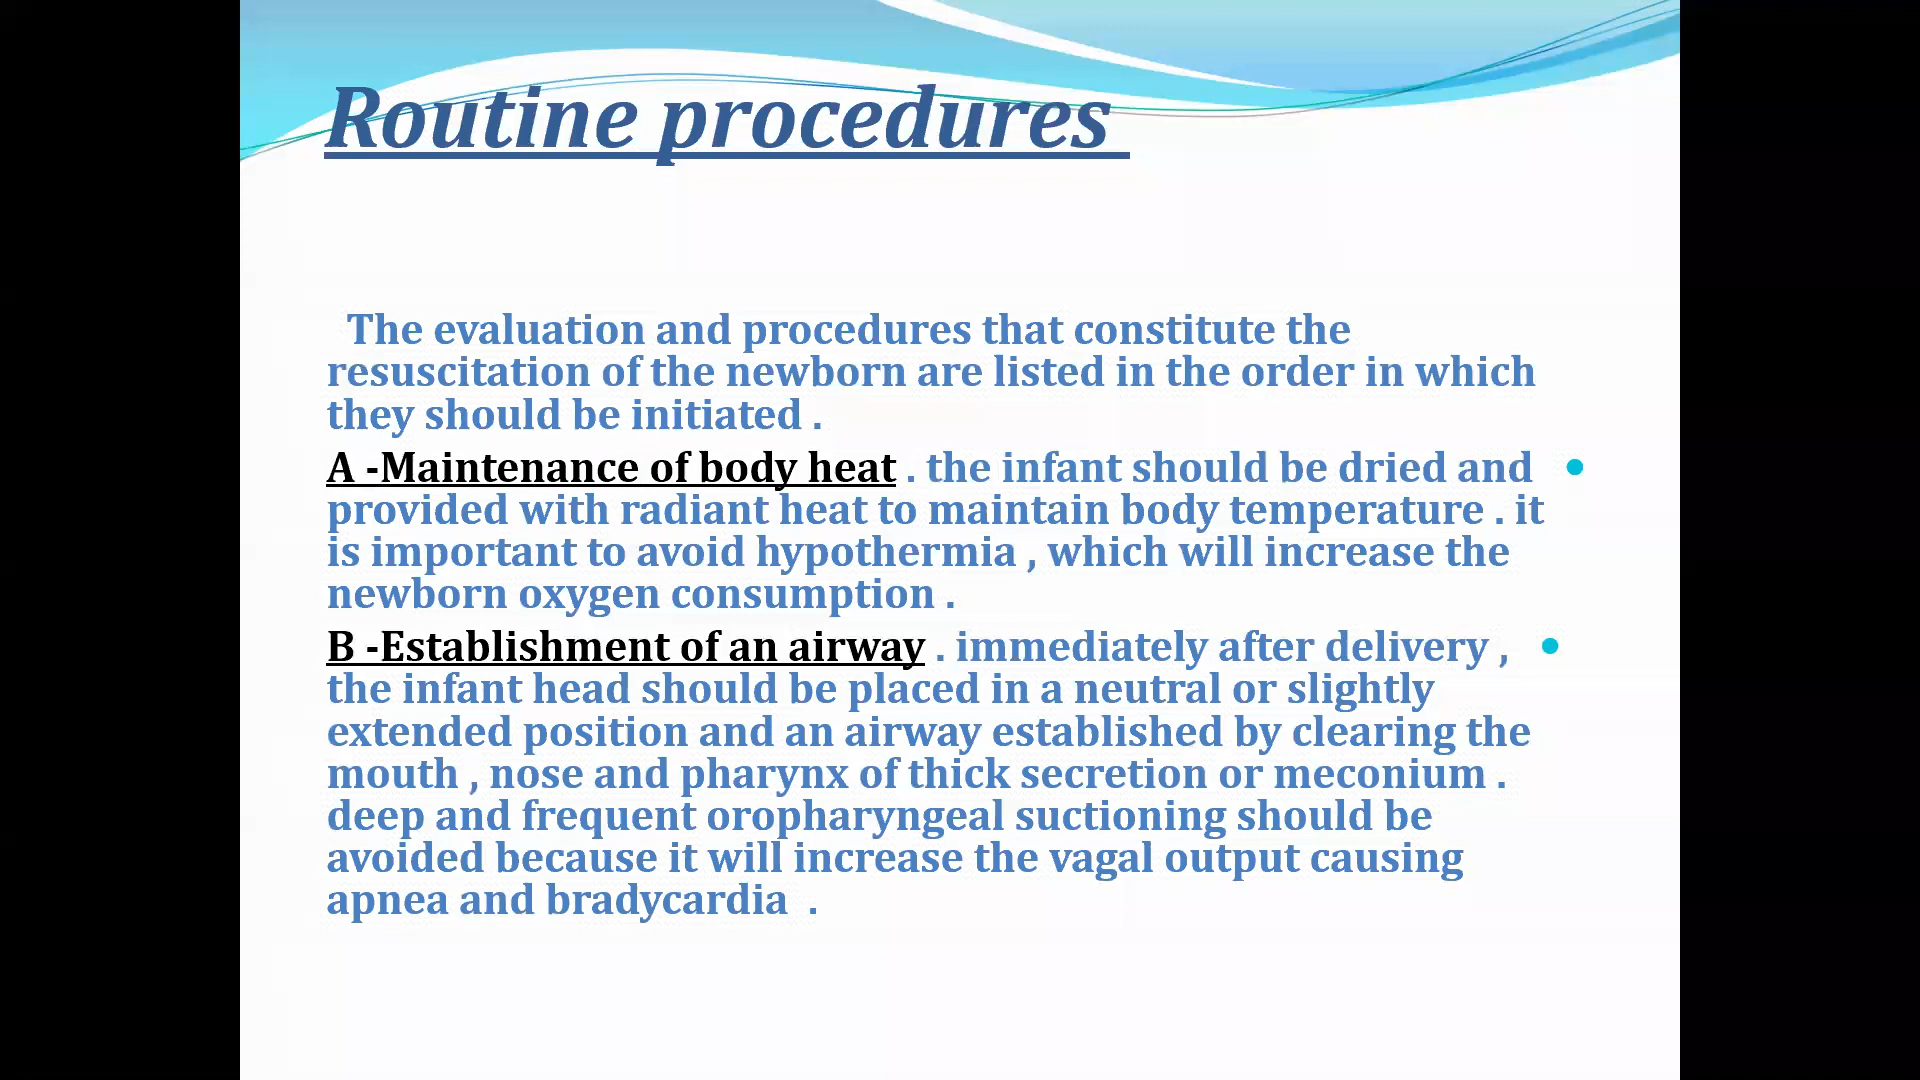 Routine procedures
The evaluation and procedures that constitute the
resuscitation of the newborn are listed in the order in which
they should be initiated .
A -Maintenance of body heat . the infant should be dried and •
provided with radiant heat to maintain body temperature . it
is important to avoid hypothermia , which will increase the
newborn oxygen consumption .
B -Establishment of an airway . immediately after delivery , •
the infant head should be placed in a neutral or slightly
extended position and an airway established by clearing the
mouth , nose and pharynx of thick secretion or meconium .
deep and frequent oropharyngeal suctioning should be
avoided because it will increase the vagal output causing
apnea and bradycardia .